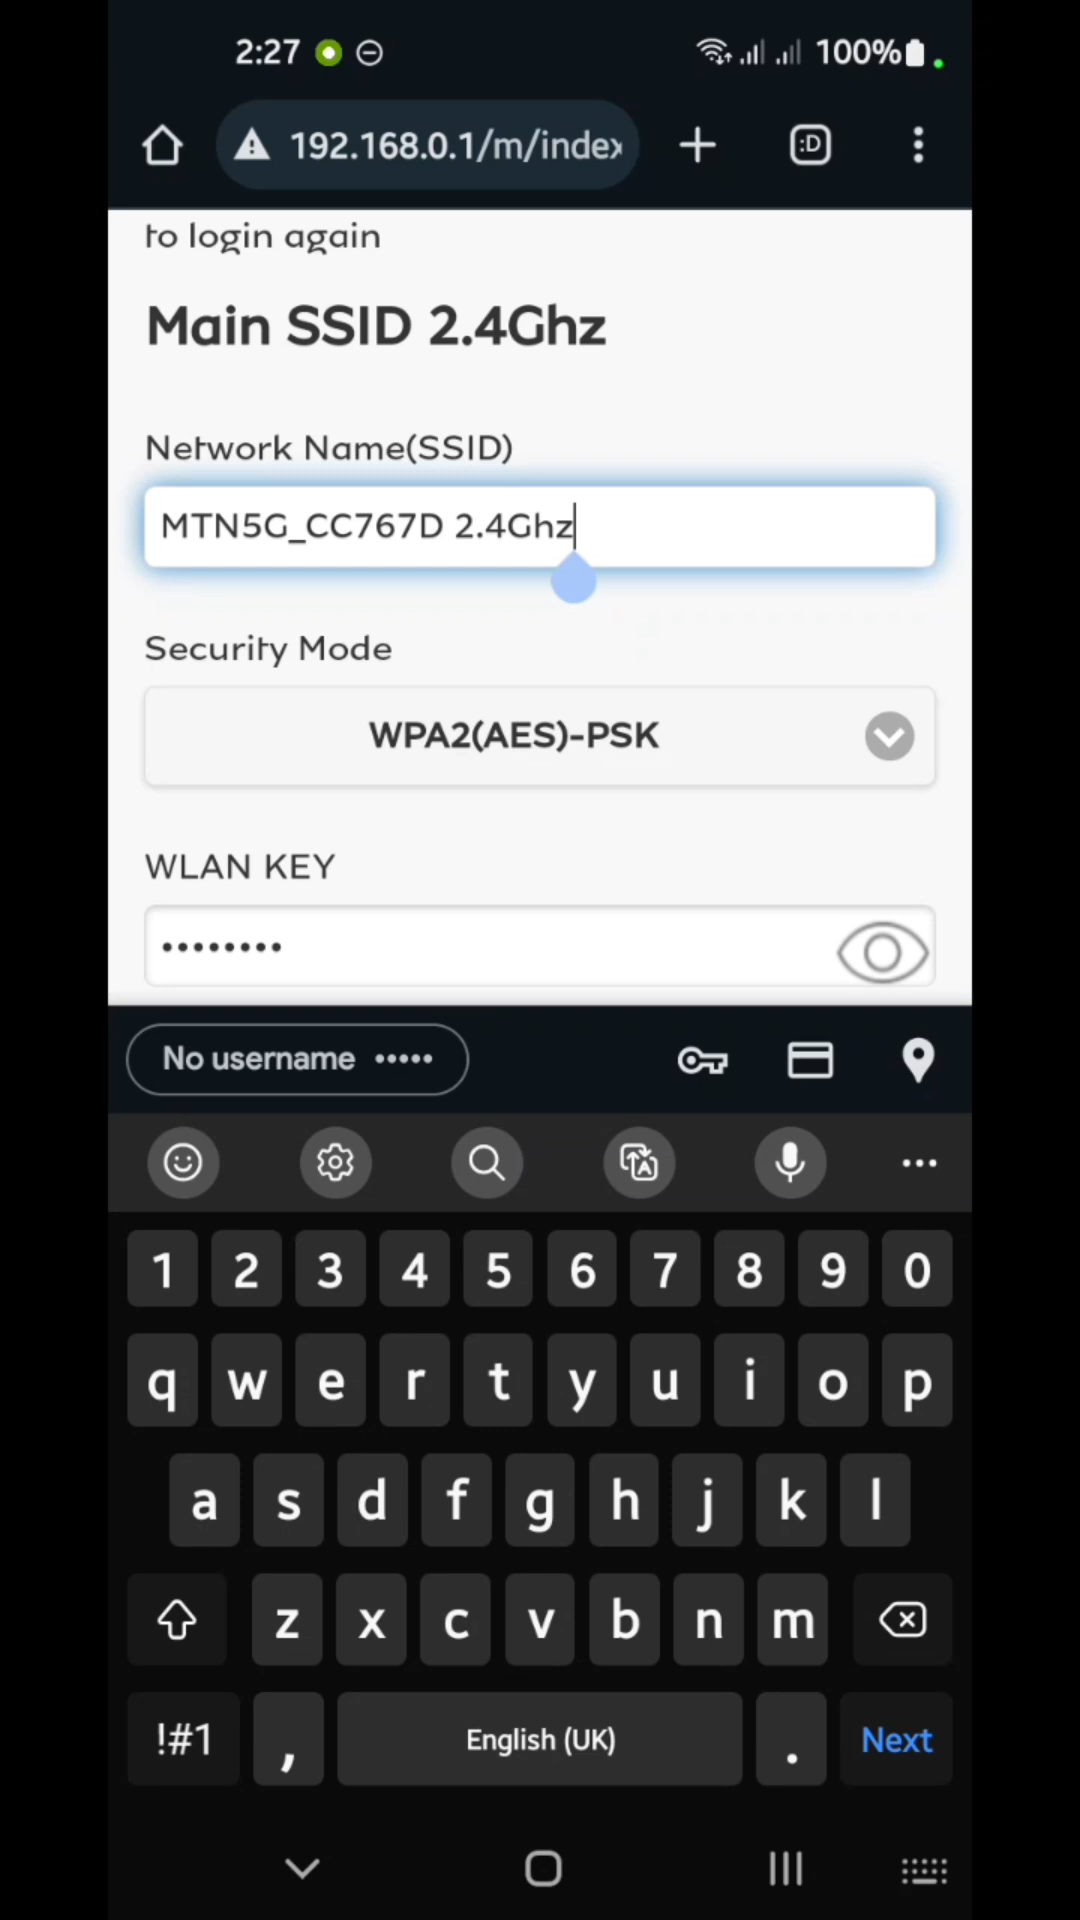 2:27
100%
192.168.0.1/m/index
:D
to login again
Main SSID 2.4Ghz
Network Name(SSID)
MTN5G_CC767D 2.4Ghz
Security Mode
WPA2(AES)-PSK
WLAN KEY
••••••••
No username •••••
1 2 3 4 5 6 7 8 9 0
q w e r t y u i o p
a s d f g h j k l
z x c v b n m
!#1 , English (UK) . Next